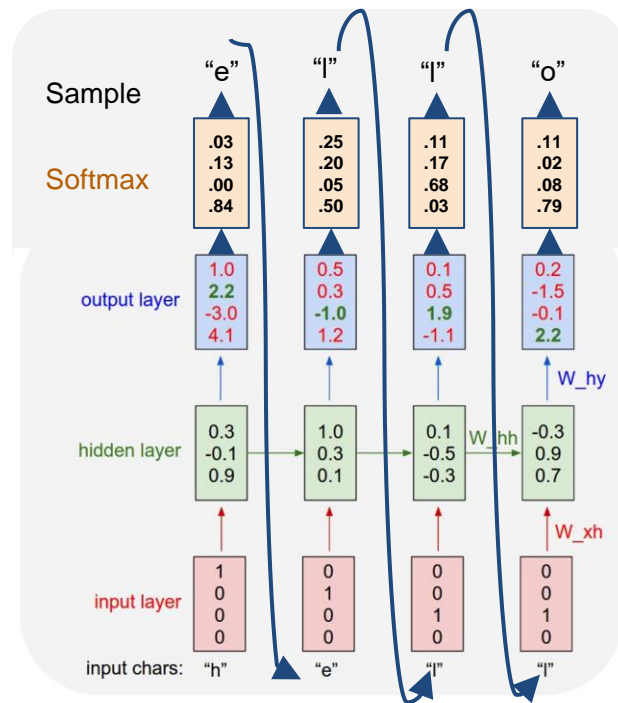 “e” “l” “l” “o”
Sample
.03 .25 .11 .11
.13 .20 .17 .02
Softmax
.00 .05 .68 .08
.84 .50 .03 .79
1.0 0.5 0.1 0.2
output layer 2.2 0.3 0.5 -1.5
-3.0 -1.0 1.9 -0.1
4.1 1.2 -1.1 2.2
W_hy
0.3 1.0 0.1 W_hh -0.3
hidden layer -0.1 0.3 -0.5 0.9
0.9 0.1 -0.3 0.7
W_xh
1 0 0 0
input layer 0 1 0 0
0 0 1 1
0 0 0 0
input chars: “h” “e” “l” “l”